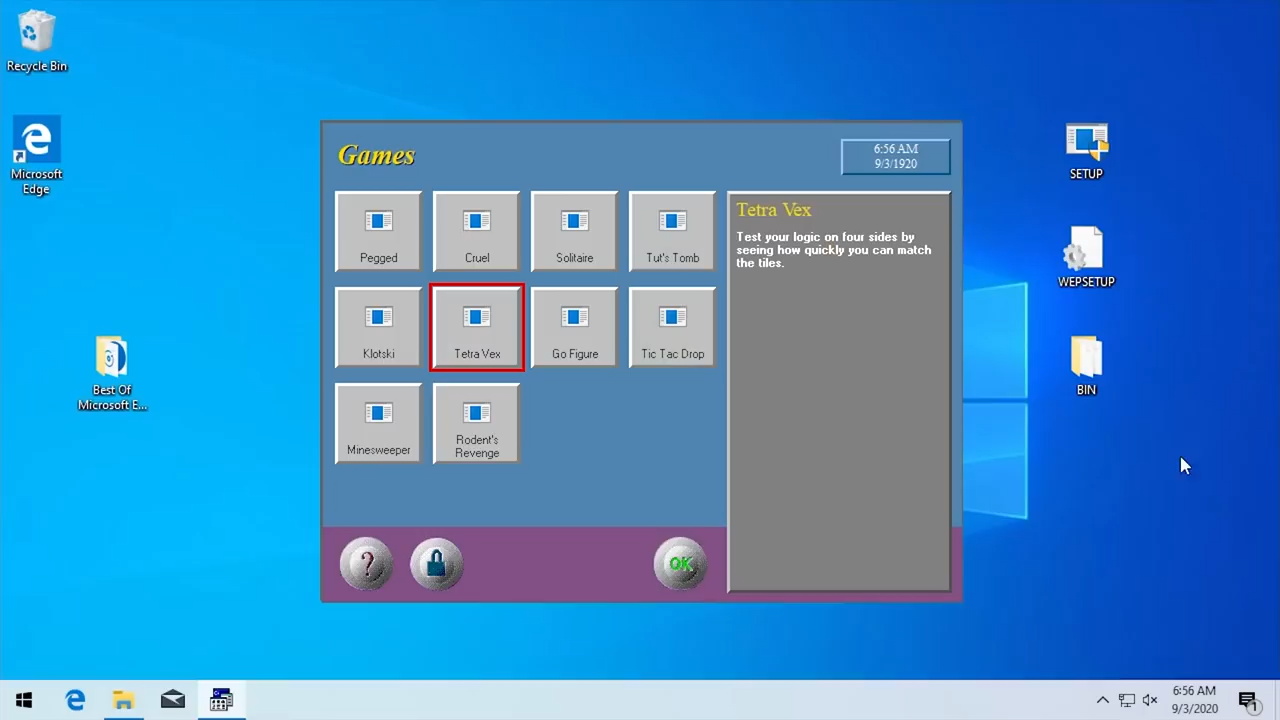 Recycle Bin
Microsoft
Edge
Best Of
Microsoft E...
Games
6:56 AM
9/3/1920
Pegged
Cruel
Solitaire
Tut's Tomb
Klotski
Tetra Vex
Go Figure
Tic Tac Drop
Minesweeper
Rodent's
Revenge
Tetra Vex
Test your logic on four sides by
seeing how quickly you can match
the tiles.
?
OK
SETUP
WEPSETUP
BIN
6:56 AM
9/3/2020
1